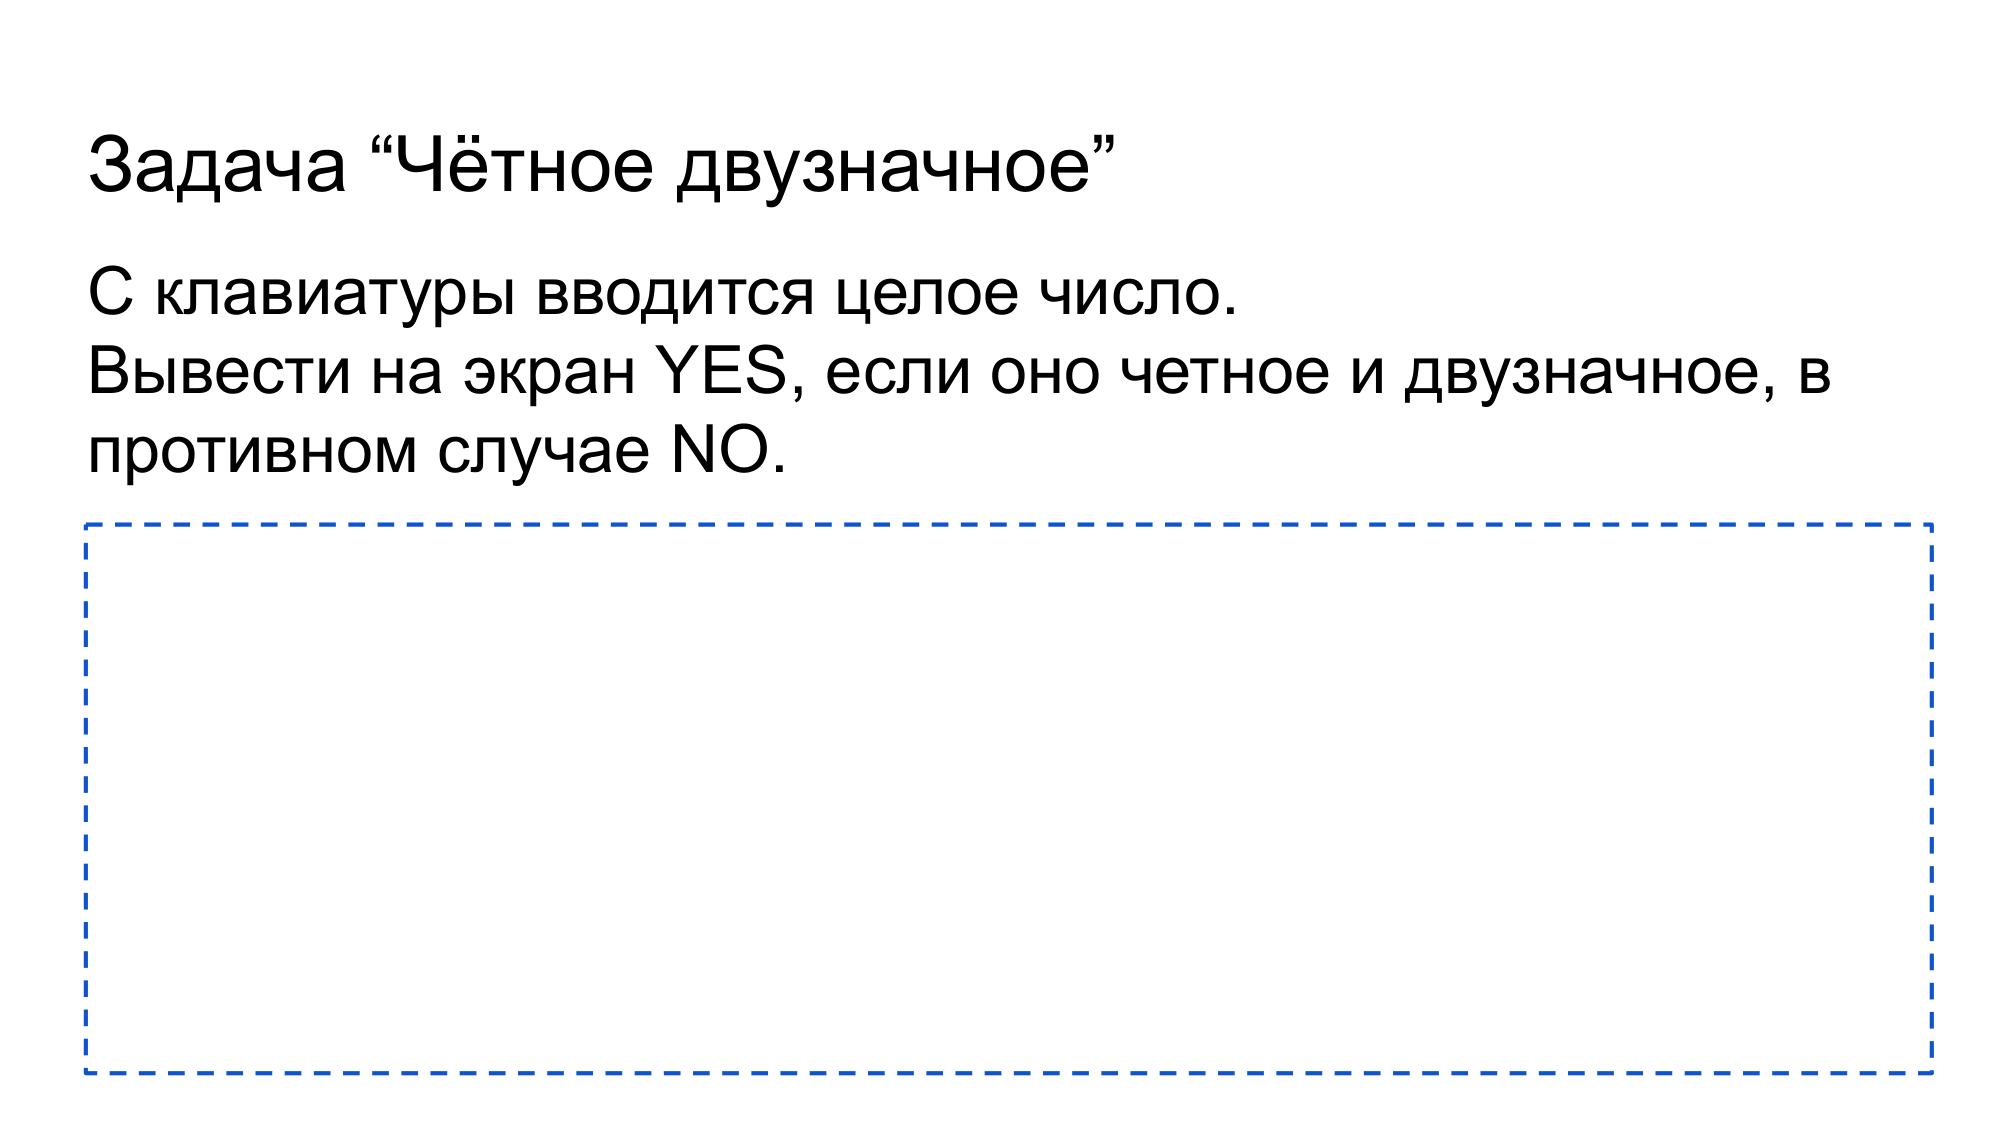 Задача “Чётное двузначное”
С клавиатуры вводится целое число.
Вывести на экран YES, если оно четное и двузначное, в
противном случае NO.